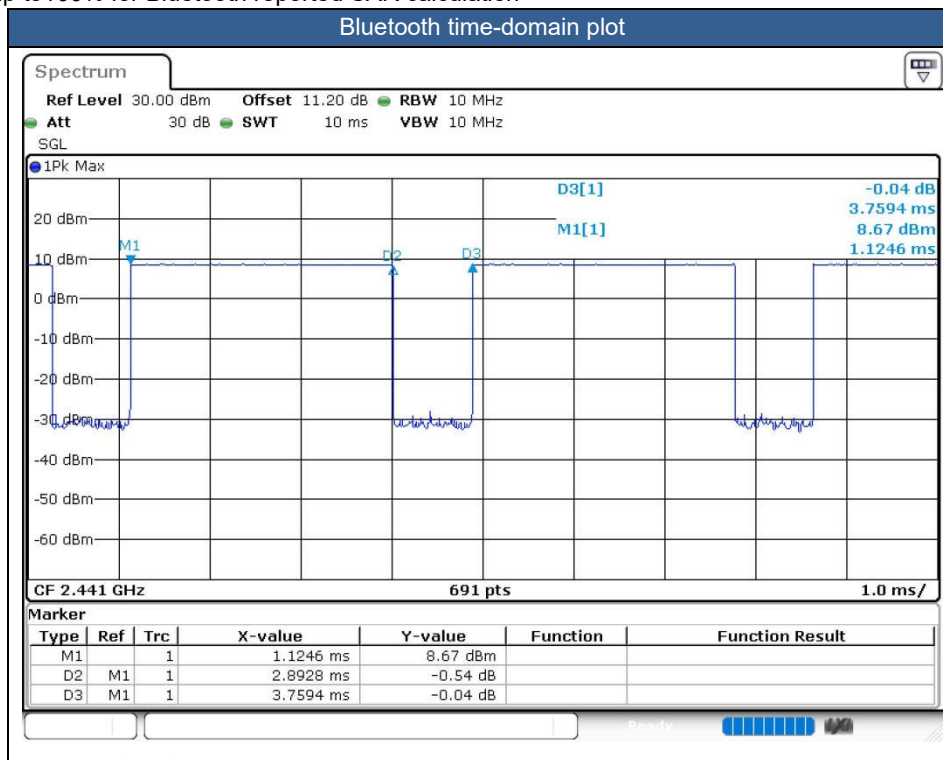 Bluetooth time-domain plot
Spectrum
Ref Level 30.00 dBm Offset 11.20 dB RBW 10 MHz
Att 30 dB SWT 10 ms VBW 10 MHz
SGL
1Pk Max
D3[1] -0.04 dB
3.7594 ms
M1[1] 8.67 dBm
1.1246 ms
20 dBm
M1
D2 D3
10 dBm
0 dBm
-10 dBm
-20 dBm
-30 dBm
-40 dBm
-50 dBm
-60 dBm
CF 2.441 GHz 691 pts 1.0 ms/
Marker
Type Ref Trc X-value Y-value Function Function Result
M1 1 1.1246 ms 8.67 dBm
D2 M1 1 2.8928 ms -0.54 dB
D3 M1 1 3.7594 ms -0.04 dB
Ready